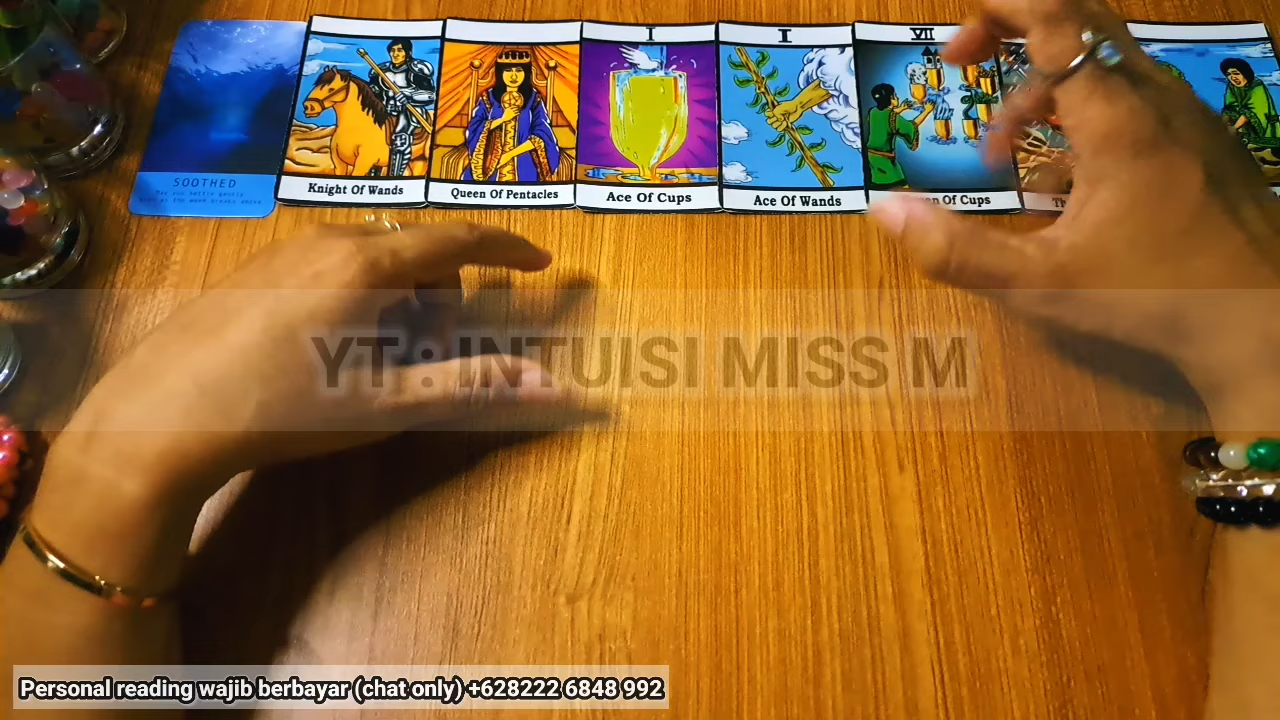 I
I
VII
SOOTHED
Knight Of Wands
Queen Of Pentacles
Ace Of Cups
Ace Of Wands
Of Cups
YT : INTUISI MISS M
Personal reading wajib berbayar (chat only) +628222 6848 992